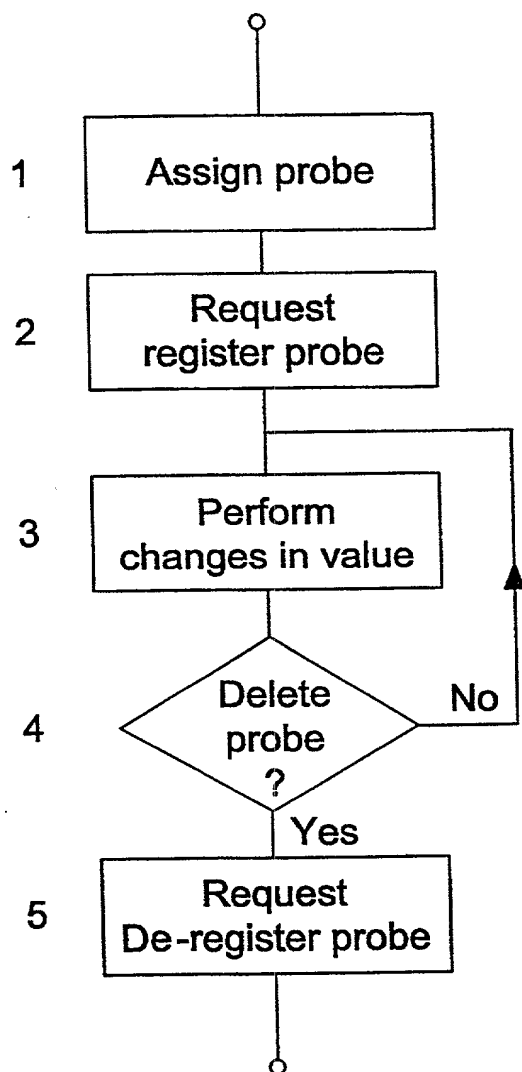 1
Assign probe
2
Request
register probe
3
Perform
changes in value
4
Delete
probe
?
No
Yes
5
Request
De-register probe